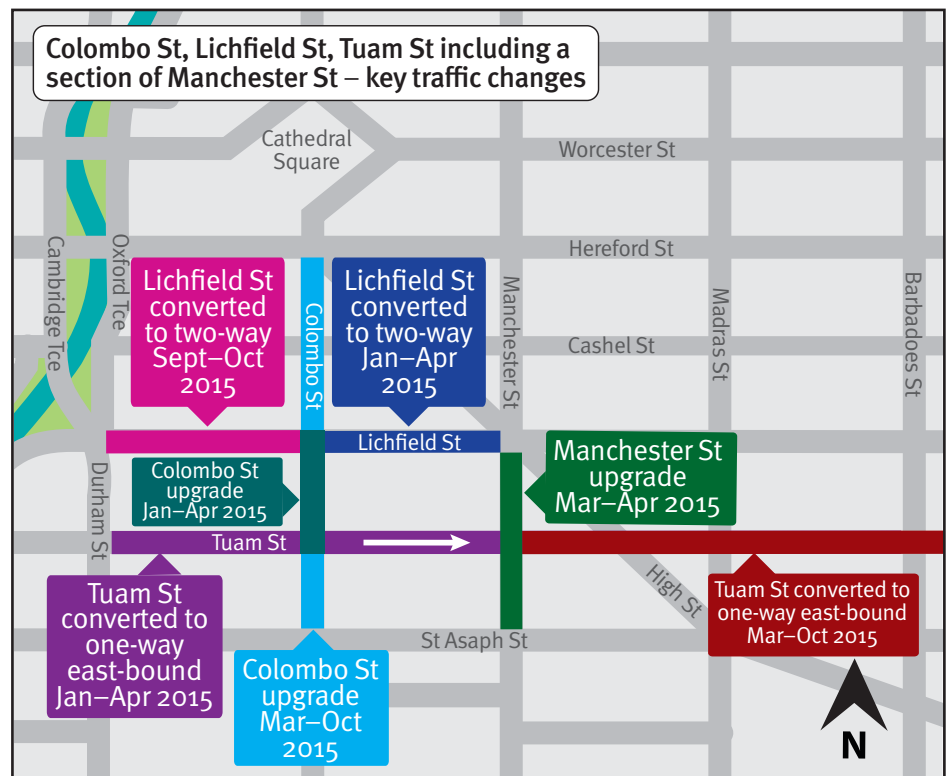 Colombo St, Lichfield St, Tuam St including a
section of Manchester St – key traffic changes
Cathedral
Square
Worcester St
Hereford St
Cambridge Tce
Oxford Tce
Lichfield St
converted
to two-way
Sept–Oct
2015
Colombo St
Lichfield St
converted
to two-way
Jan–Apr
2015
Manchester St
Cashel St
Madras St
Barbadoes St
Lichfield St
Durham St
Colombo St
upgrade
Jan–Apr 2015
Manchester St
upgrade
Mar–Apr 2015
Tuam St
Tuam St
converted to
one-way
east-bound
Jan–Apr 2015
Colombo St
upgrade
Mar–Oct
2015
St Asaph St
High St
Tuam St converted to
one-way east-bound
Mar–Oct 2015
N